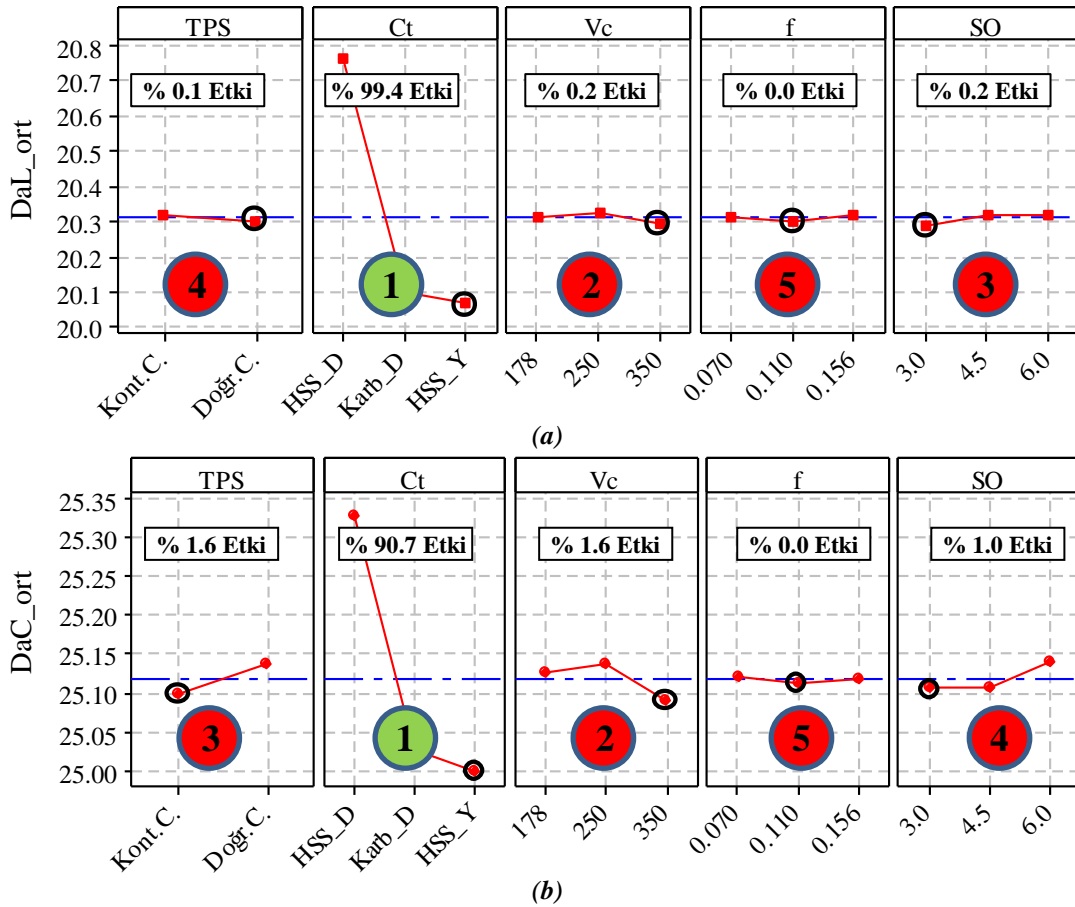 TPS Ct Vc f SO
20.8
20.7
20.6
20.5
20.4
20.3
20.2
20.1
20.0
DaL_ort
% 0.1 Etki % 99.4 Etki % 0.2 Etki % 0.0 Etki % 0.2 Etki
4 1 2 5 3
Kont. C. Doğr. C. HSS_D Karb_D HSS_Y 178 250 350 0.070 0.110 0.156 3.0 4.5 6.0
(a)
TPS Ct Vc f SO
25.35
25.30
25.25
25.20
25.15
25.10
25.05
25.00
DaC_ort
% 1.6 Etki % 90.7 Etki % 1.6 Etki % 0.0 Etki % 1.0 Etki
3 1 2 5 4
Kont. C. Doğr. C. HSS_D Karb_D HSS_Y 178 250 350 0.070 0.110 0.156 3.0 4.5 6.0
(b)